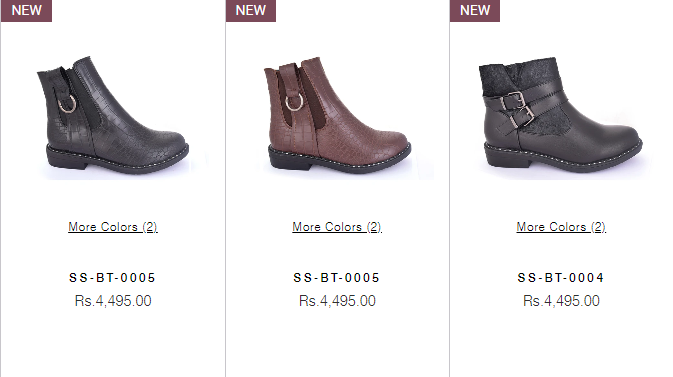 NEW
NEW
NEW
More Colors (2)
More Colors (2)
More Colors (2)
SS-BT-0005
SS-BT-0005
SS-BT-0004
Rs.4,495.00
Rs.4,495.00
Rs.4,495.00